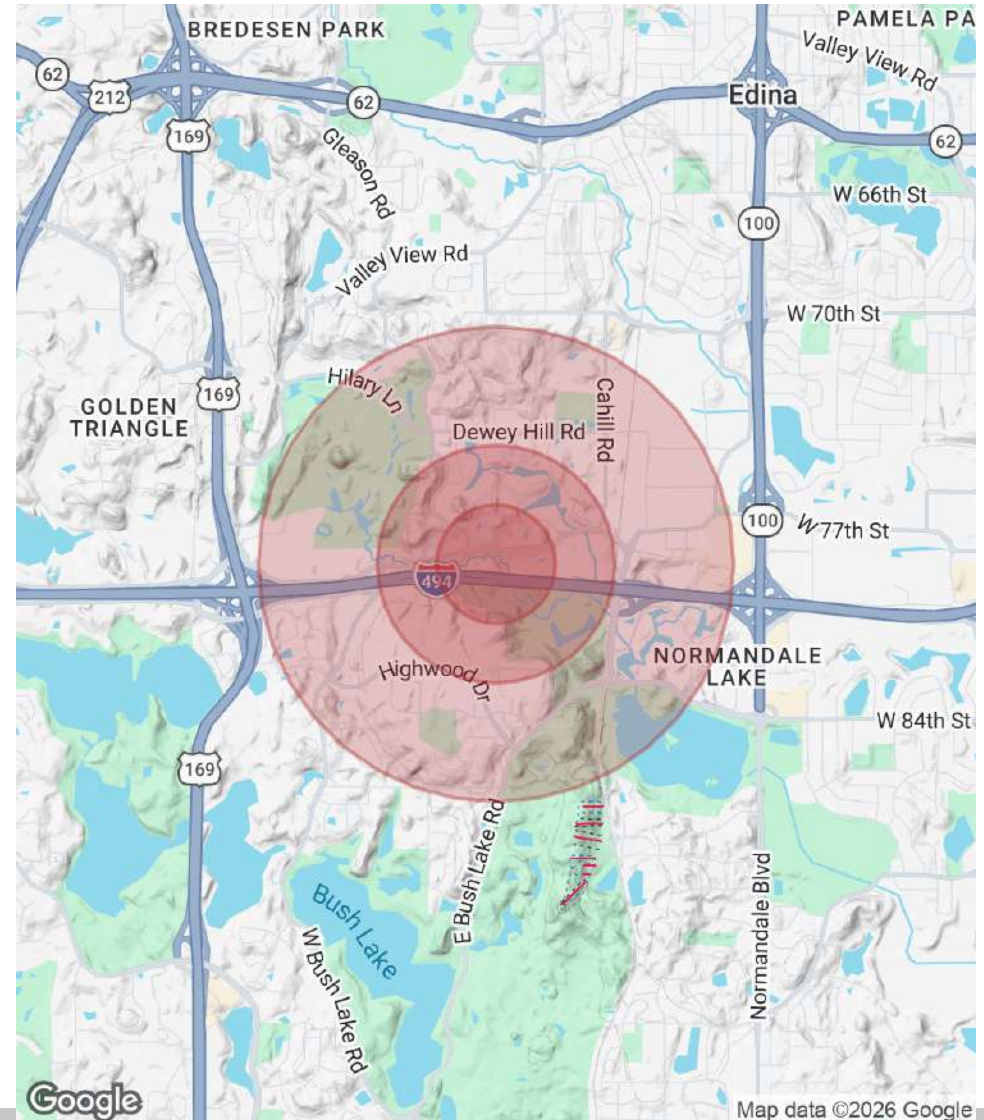 BREDESEN PARK
PAMELA PA
Valley View Rd
62
212
62
Edina
169
62
Gleason Rd
W 66th St
100
Valley View Rd
W 70th St
Hilary Ln
169
Cahill Rd
GOLDEN
TRIANGLE
Dewey Hill Rd
100
W 77th St
494
NORMANDALE
LAKE
Highwood Dr
W 84th St
169
E Bush Lake Rd
Bush Lake
Normandale Blvd
W Bush Lake Rd
Google
Map data ©2026 Google